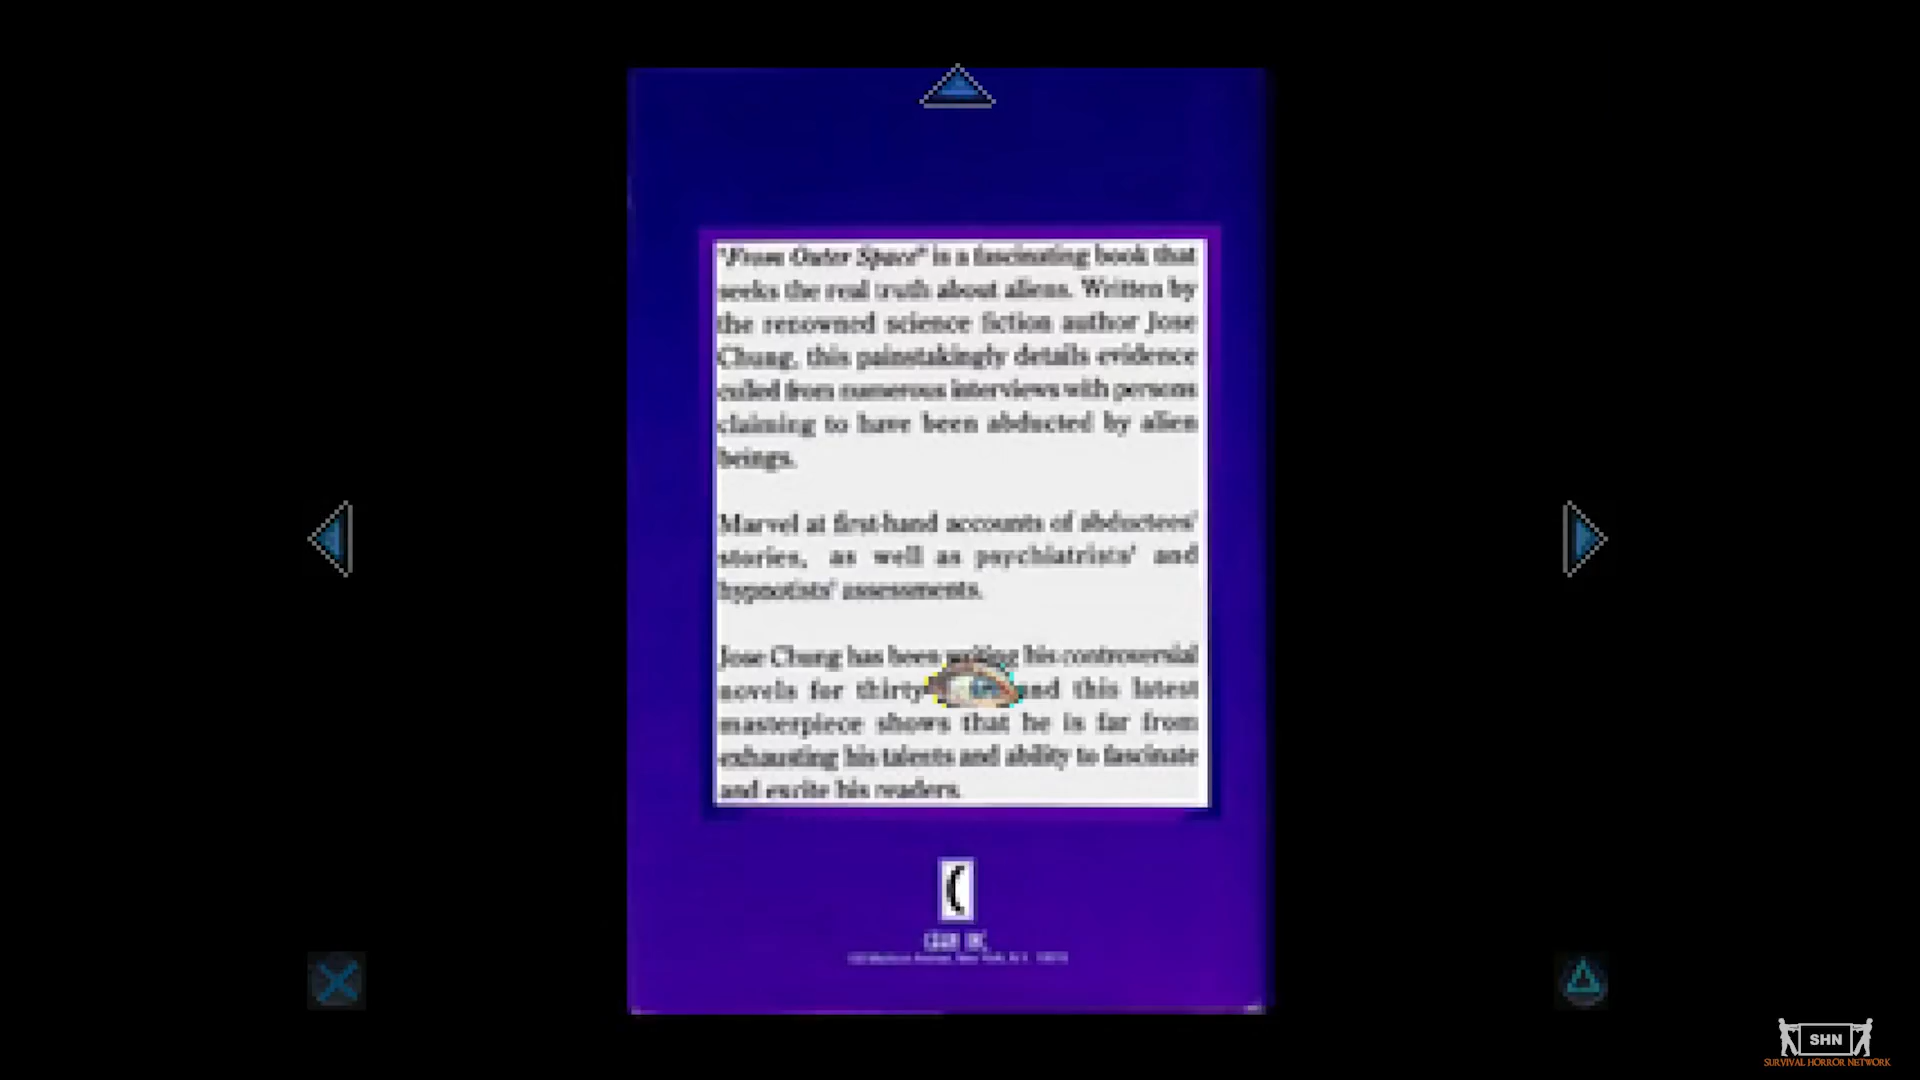 "From Outer Space" is a fascinating book that
seeks the real truth about aliens. Written by
the renowned science fiction author Jose
Chung, this painstakingly details evidence
culled from numerous interviews with persons
claiming to have been abducted by alien
beings.
Marvel at first-hand accounts of abductees'
stories, as well as psychiatrists' and
hypnotists' assessments.
Jose Chung has been writing his controversial
novels for thirty and this latest
masterpiece shows that he is far from
exhausting his talents and ability to fascinate
and excite his readers.
SHN
SURVIVAL HORROR NETWORK